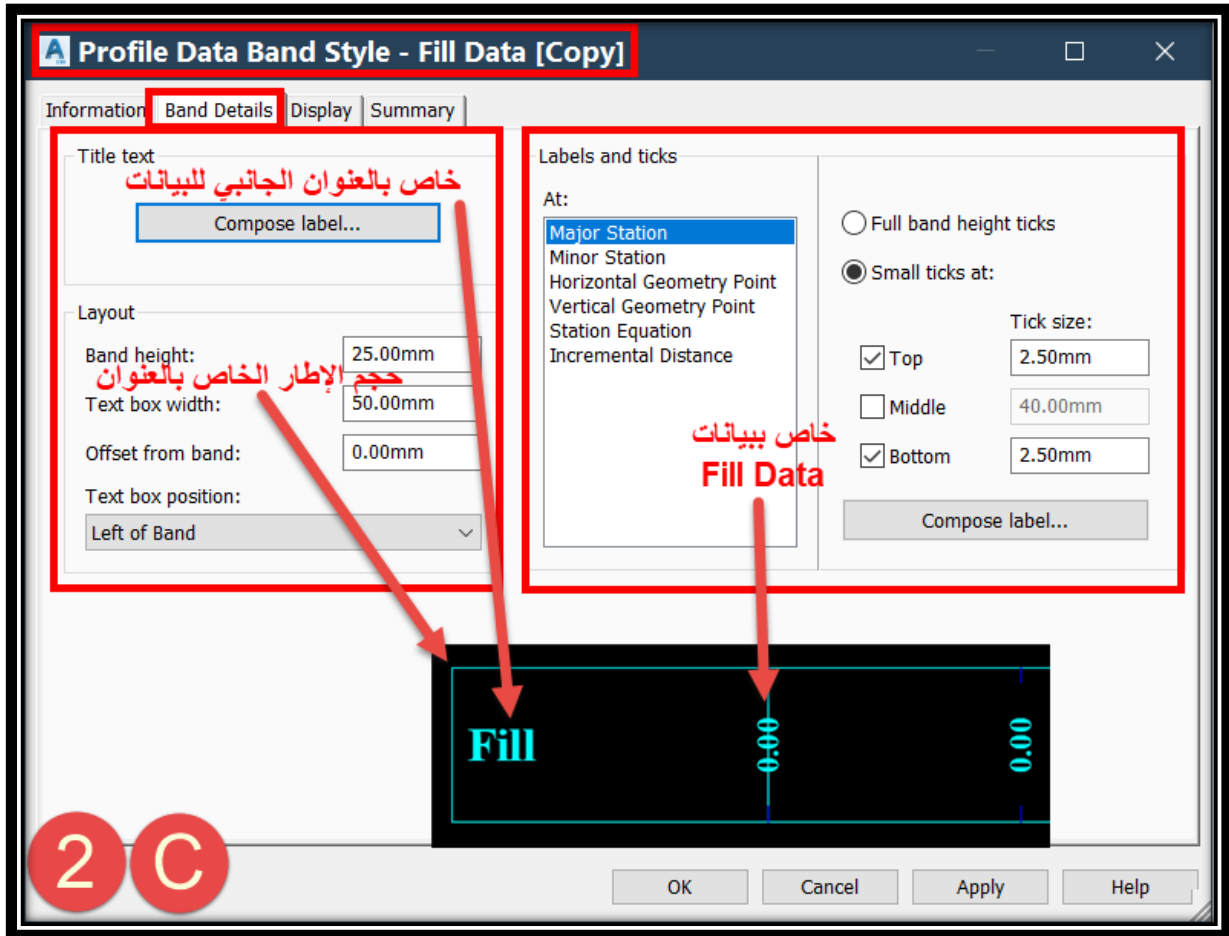 Profile Data Band Style - Fill Data [Copy]
Information Band Details Display Summary
Title text
خاص بالعنوان الجانبي للبيانات
Compose label...
Layout
Band height: 25.00mm
حجم الإطار الخاص بالعنوان
Text box width: 50.00mm
Offset from band: 0.00mm
Text box position:
Left of Band
Labels and ticks
At:
Major Station
Minor Station
Horizontal Geometry Point
Vertical Geometry Point
Station Equation
Incremental Distance
خاص ببيانات
Fill Data
Full band height ticks
Small ticks at:
Tick size:
Top 2.50mm
Middle 40.00mm
Bottom 2.50mm
Compose label...
Fill 0.00 0.00
2 C
OK Cancel Apply Help